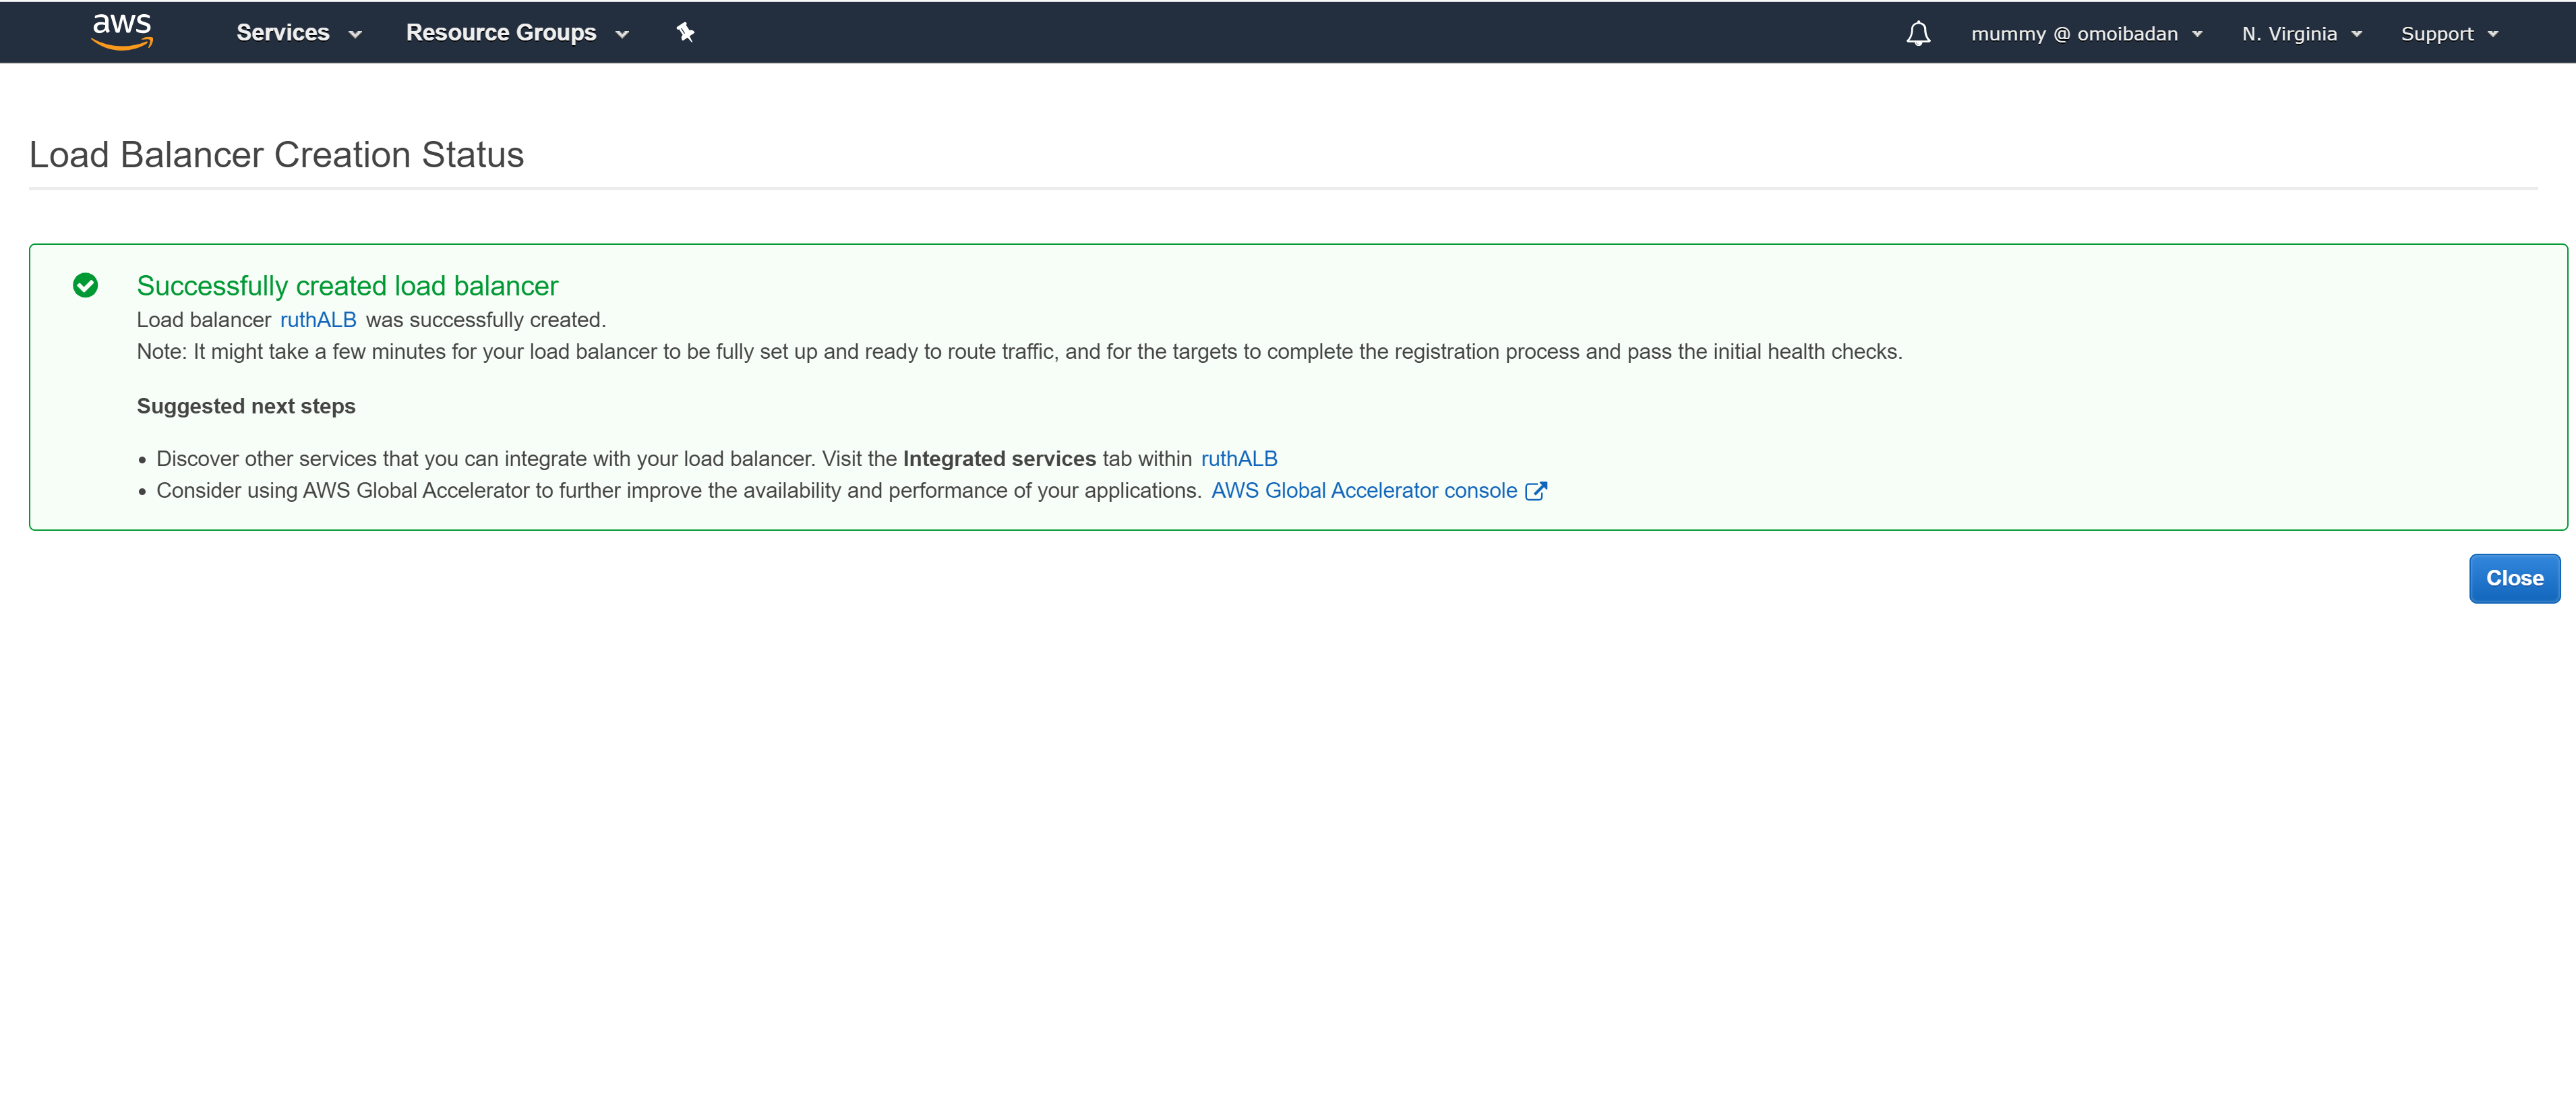 aws Services Resource Groups mummy @ omoibadan N. Virginia Support
Load Balancer Creation Status
Successfully created load balancer
Load balancer ruthALB was successfully created.
Note: It might take a few minutes for your load balancer to be fully set up and ready to route traffic, and for the targets to complete the registration process and pass the initial health checks.
Suggested next steps
• Discover other services that you can integrate with your load balancer. Visit the Integrated services tab within ruthALB
• Consider using AWS Global Accelerator to further improve the availability and performance of your applications. AWS Global Accelerator console
Close